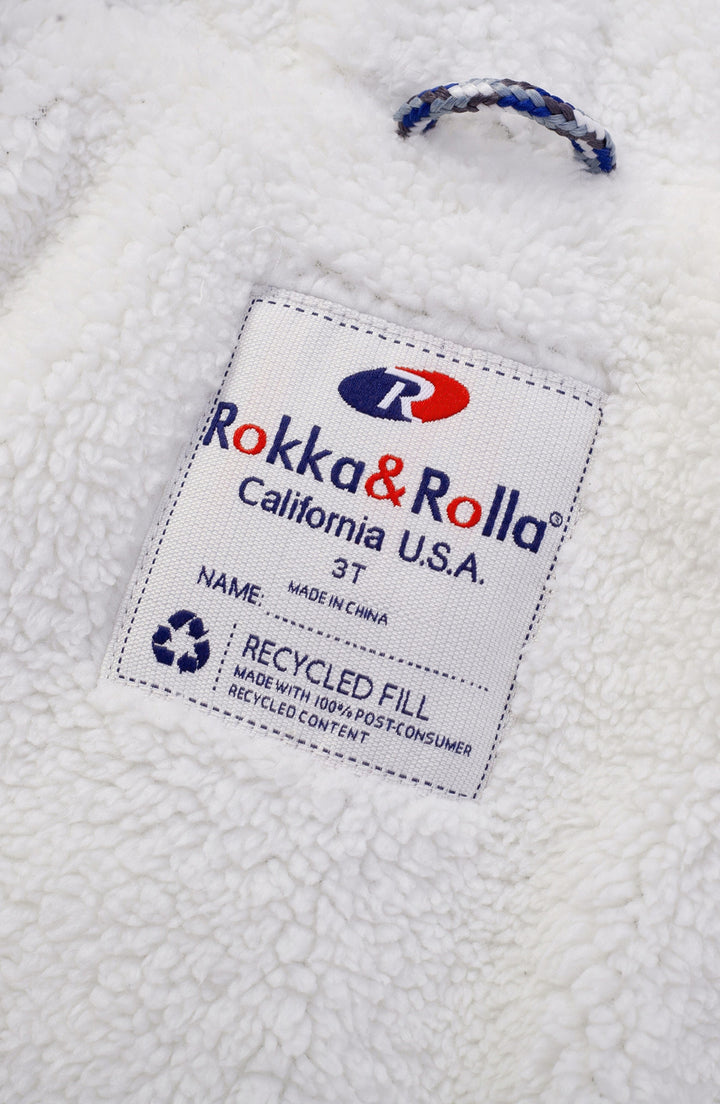 R
Rokka&Rolla®
California U.S.A.
3T
MADE IN CHINA
NAME:
RECYCLED FILL
MADE WITH 100% POST-CONSUMER
RECYCLED CONTENT